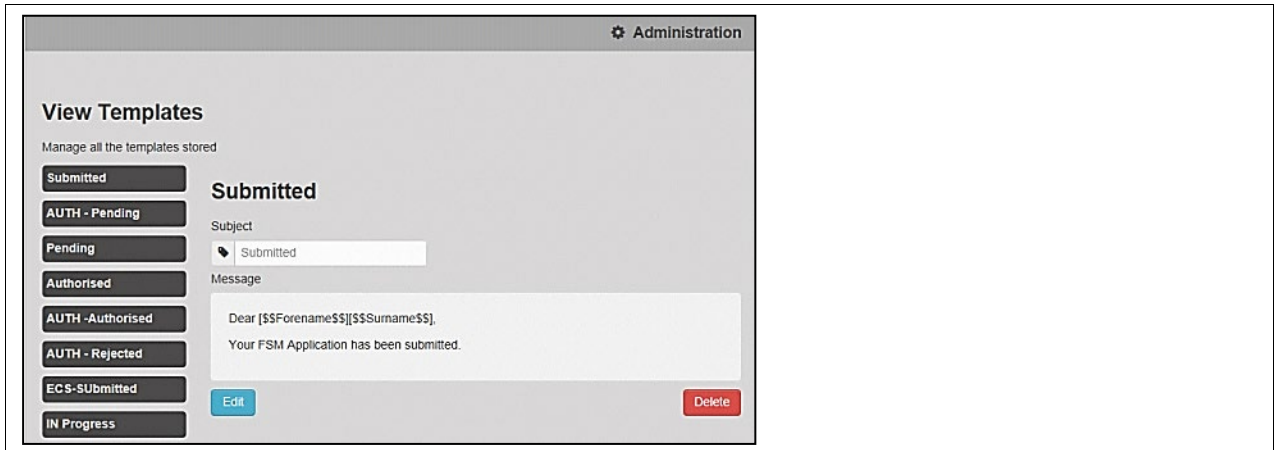 Administration
View Templates
Manage all the templates stored
Submitted
AUTH - Pending
Pending
Authorised
AUTH -Authorised
AUTH - Rejected
ECS-SUbmitted
IN Progress
Submitted
Subject
Submitted
Message
Dear [$$Forename$$][$$Surname$$],
Your FSM Application has been submitted.
Edit
Delete